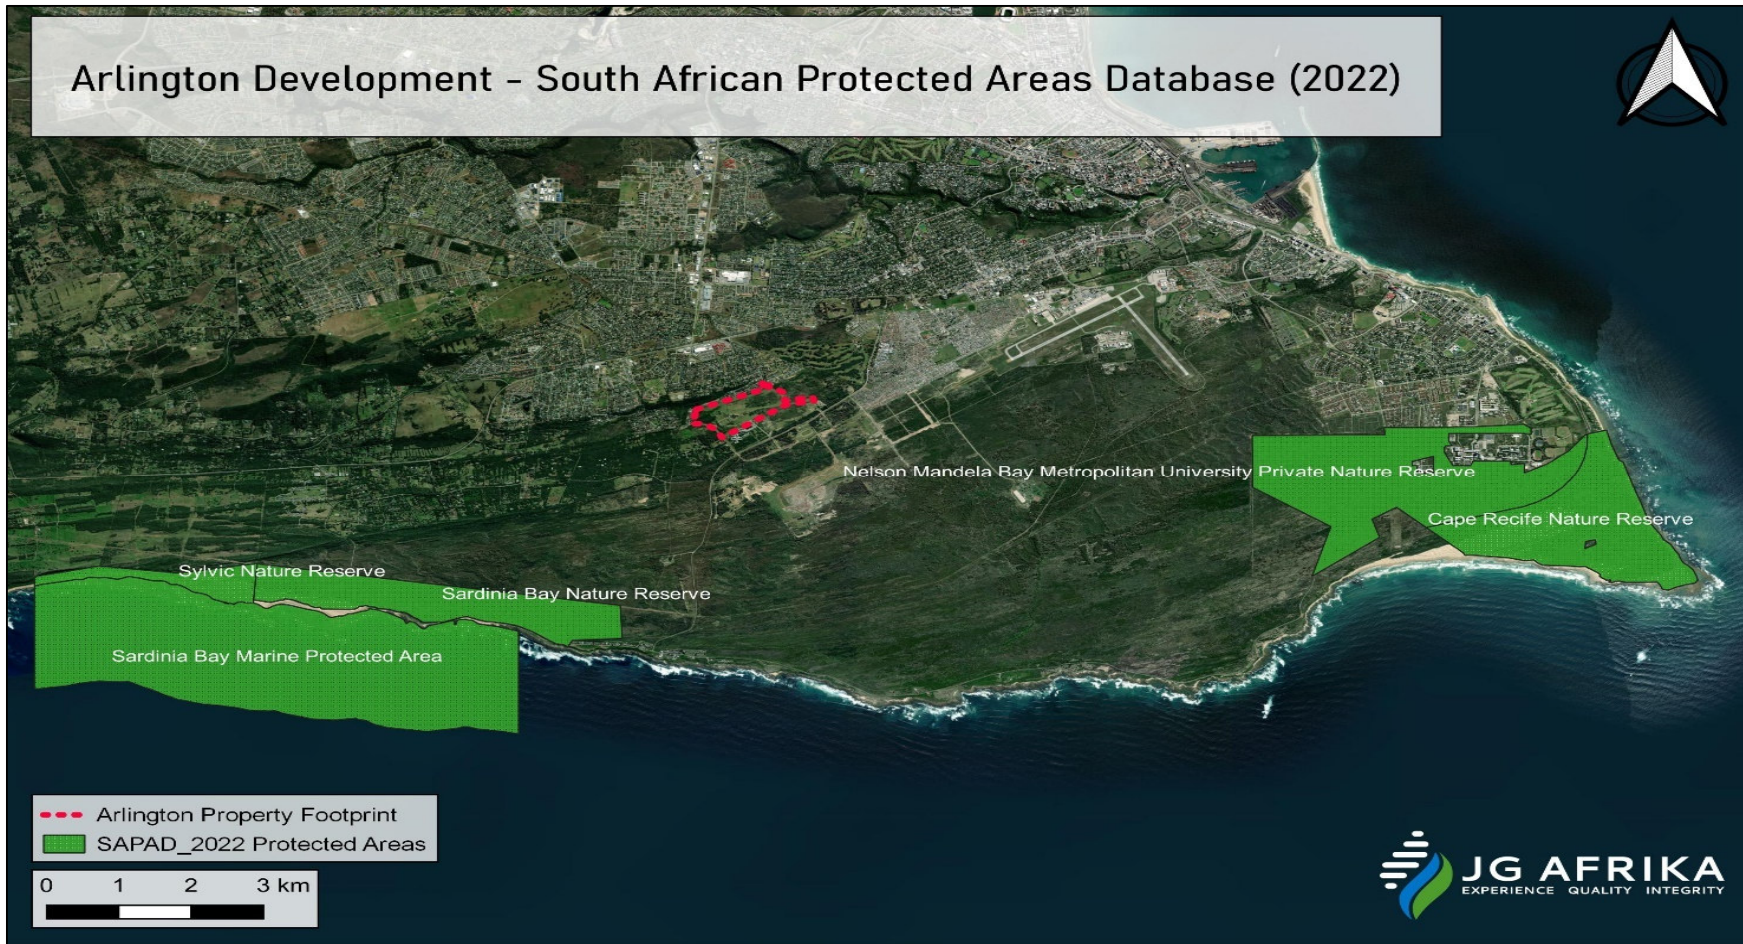 Arlington Development - South African Protected Areas Database (2022)
Nelson Mandela Bay Metropolitan University Private Nature Reserve
Cape Recife Nature Reserve
Sylvic Nature Reserve
Sardinia Bay Nature Reserve
Sardinia Bay Marine Protected Area
Arlington Property Footprint
SAPAD_2022 Protected Areas
0 1 2 3 km
JG AFRIKA
EXPERIENCE QUALITY INTEGRITY